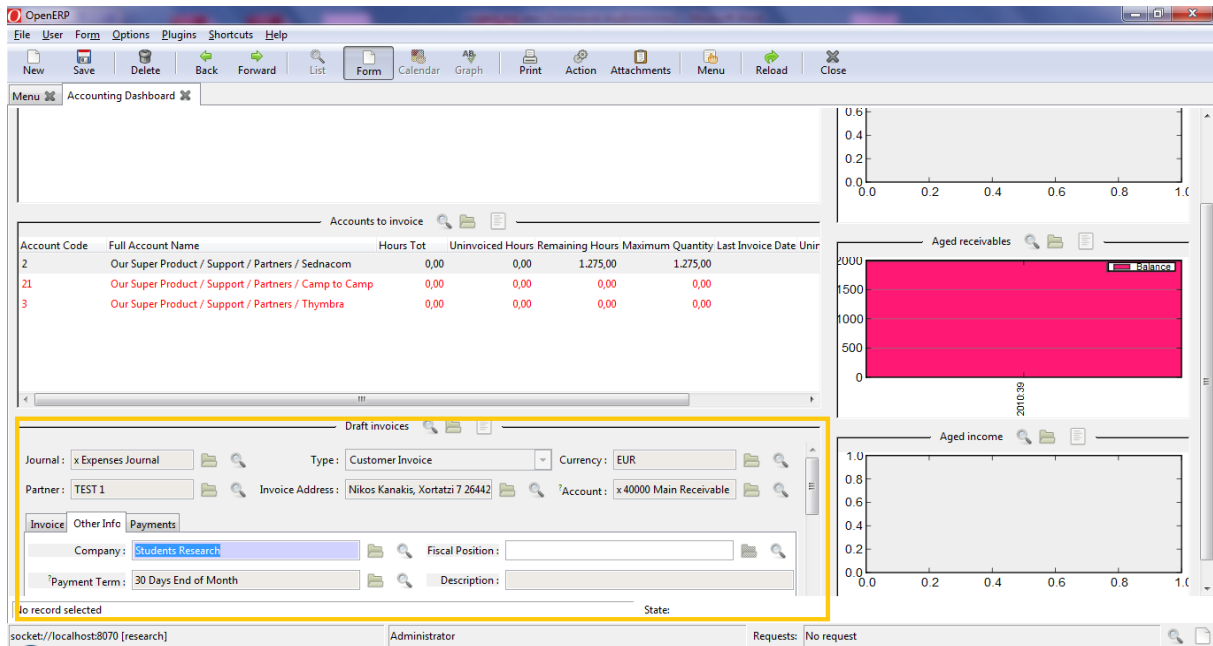 OpenERP
File User Form Options Plugins Shortcuts Help
New Save Delete Back Forward List Form Calendar Graph Print Action Attachments Menu Reload Close
Menu Accounting Dashboard
0.6
0.4
0.2
0.0
0.0 0.2 0.4 0.6 0.8 1.0
Accounts to invoice
Account Code Full Account Name Hours Tot Uninvoiced Hours Remaining Hours Maximum Quantity Last Invoice Date Unir
2 Our Super Product / Support / Partners / Sednacom 0,00 0,00 1.275,00 1.275,00
21 Our Super Product / Support / Partners / Camp to Camp 0,00 0,00 0,00 0,00
3 Our Super Product / Support / Partners / Thymbra 0,00 0,00 0,00 0,00
Aged receivables
Balance
2000
1500
1000
500
0
2010:39
Draft invoices
Journal : x Expenses Journal Type : Customer Invoice Currency : EUR
Partner : TEST 1 Invoice Address : Nikos Kanakis, Xortatzi 7 26442 ?Account : x 40000 Main Receivable
Invoice Other Info Payments
Company : Students Research Fiscal Position :
?Payment Term : 30 Days End of Month Description :
Aged income
1.0
0.8
0.6
0.4
0.2
0.0
0.0 0.2 0.4 0.6 0.8 1.0
No record selected State:
socket://localhost:8070 [research] Administrator Requests: No request